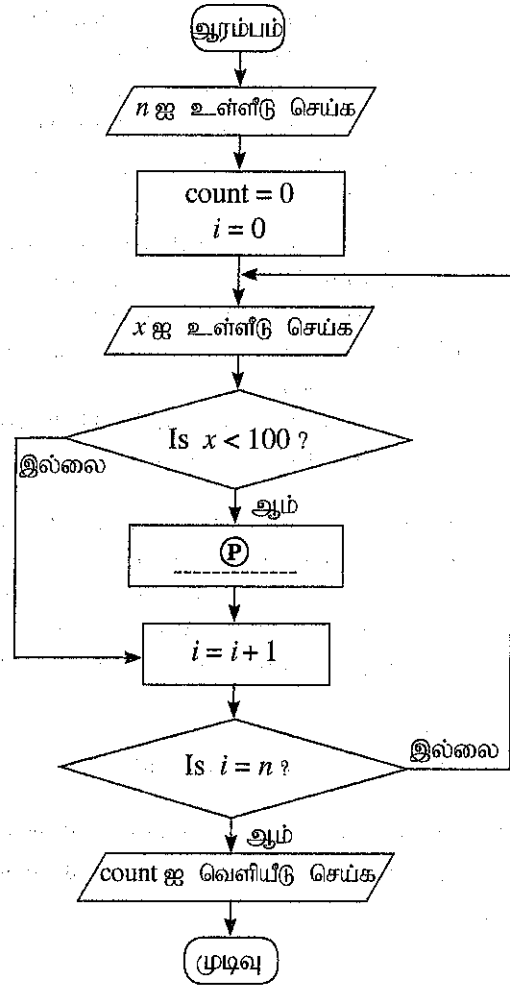 ஆரம்பம்
n ஐ உள்ளீடு செய்க
count = 0
i = 0
x ஐ உள்ளீடு செய்க
Is x < 100 ?
இல்லை
ஆம்
P
i = i + 1
Is i = n ?
இல்லை
ஆம்
count ஐ வெளியீடு செய்க
முடிவு